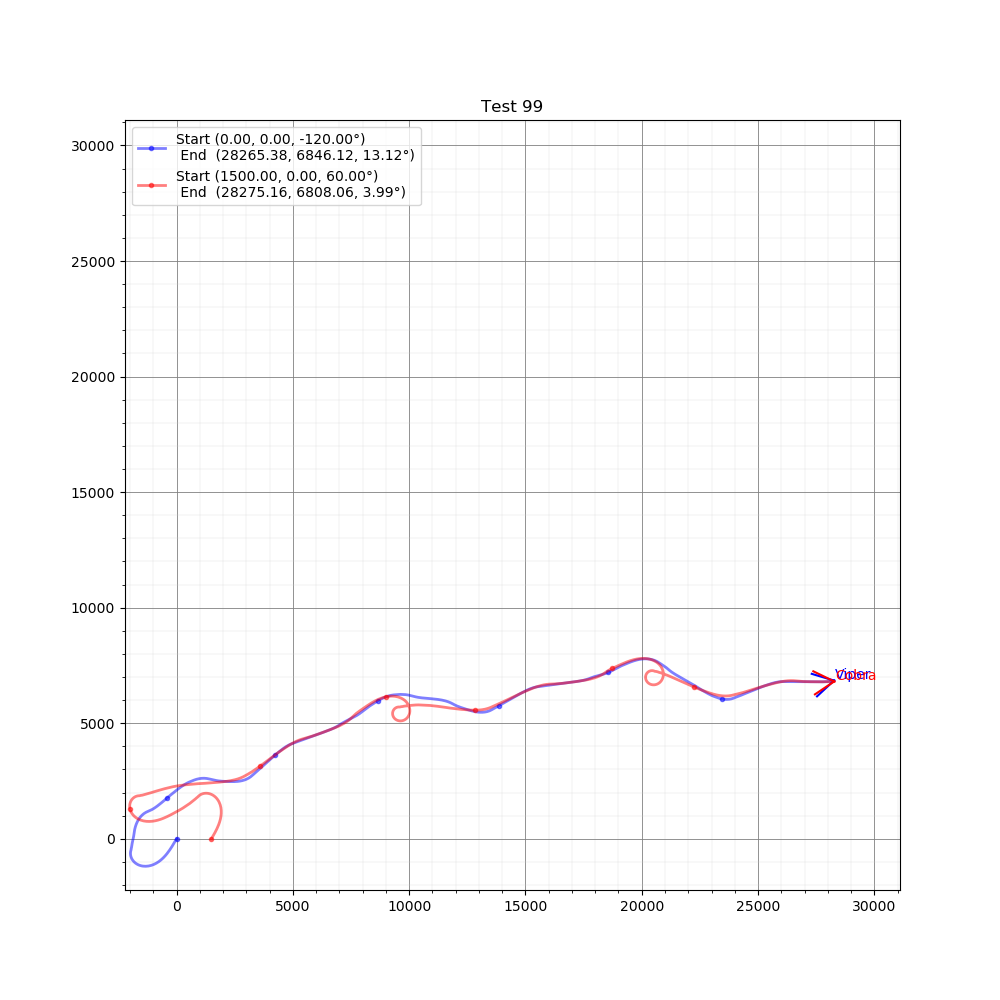 Test 99
Start (0.00, 0.00, -120.00°)
End (28265.38, 6846.12, 13.12°)
Start (1500.00, 0.00, 60.00°)
End (28275.16, 6808.06, 3.99°)
30000
25000
20000
15000
10000
5000
0
Viper
Cobra
0 5000 10000 15000 20000 25000 30000